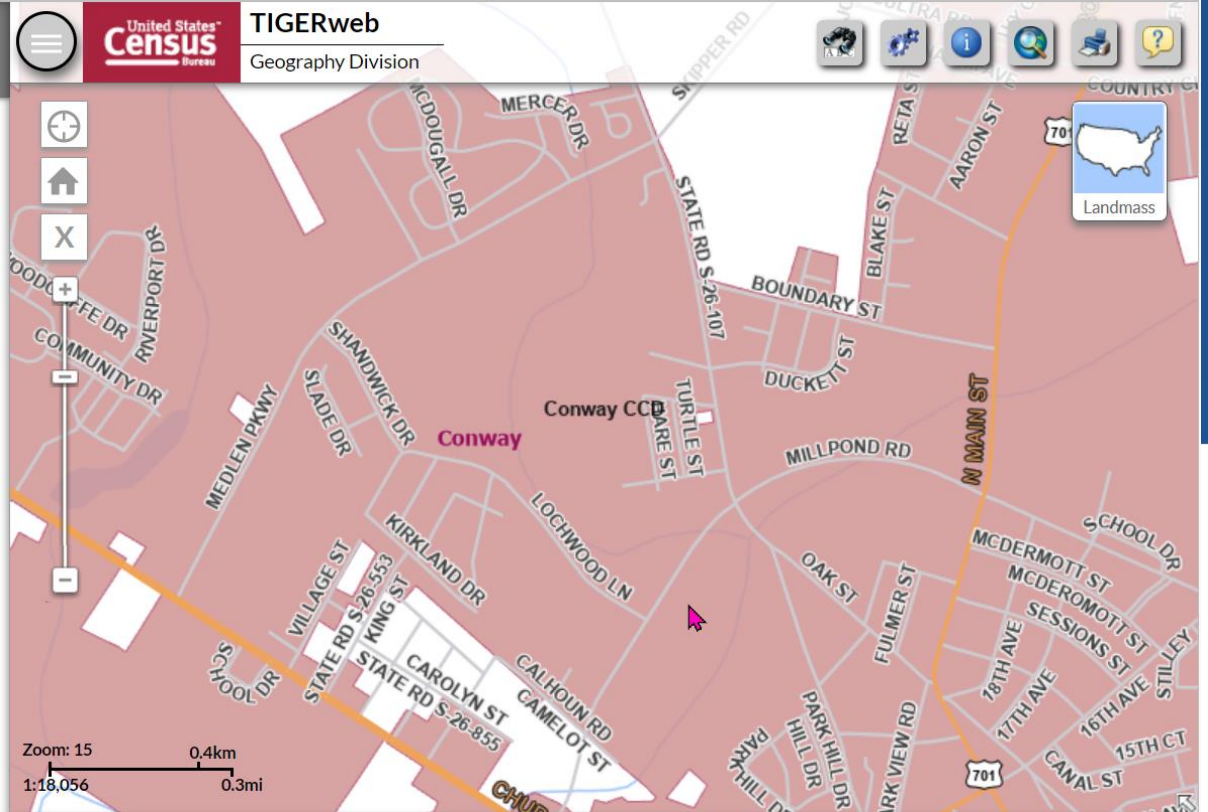 United States™
Census
Bureau
TIGERweb
Geography Division
SKIPPER RD
COUNTRY
MCDOUGALL DR
MERCER DR
RETA S
AARON ST
701
Landmass
STATE RD S-26-107
BLAKE ST
RIVERPORT DR
BOUNDARY ST
COMMUNITY DR
SHANDWICK DR
SLADE DR
DUCKETT ST
MEDLEN PKWY
Conway CCD
TURTLE ST
Conway
N MAIN ST
MILLPOND RD
LOCHWOOD LN
KIRKLAND DR
VILLAGE ST
STATE RD S-26-553
KING ST
OAK ST
FULMER ST
SCHOOL DR
MCDERMOTT ST
MCDEROMOTT ST
SESSIONS ST
STILLEY
18TH AVE
17TH AVE
16TH AVE
15TH CT
CANAL ST
SCHOOL DR
CAROLYN ST
STATE RD S-26-855
CALHOUN RD
CAMELOT ST
PARK HILL DR
PARK HILL DR
HILL DR
ARK VIEW RD
701
Zoom: 15
0.4km
1:18,056
0.3mi
X
+
−
−
i
?